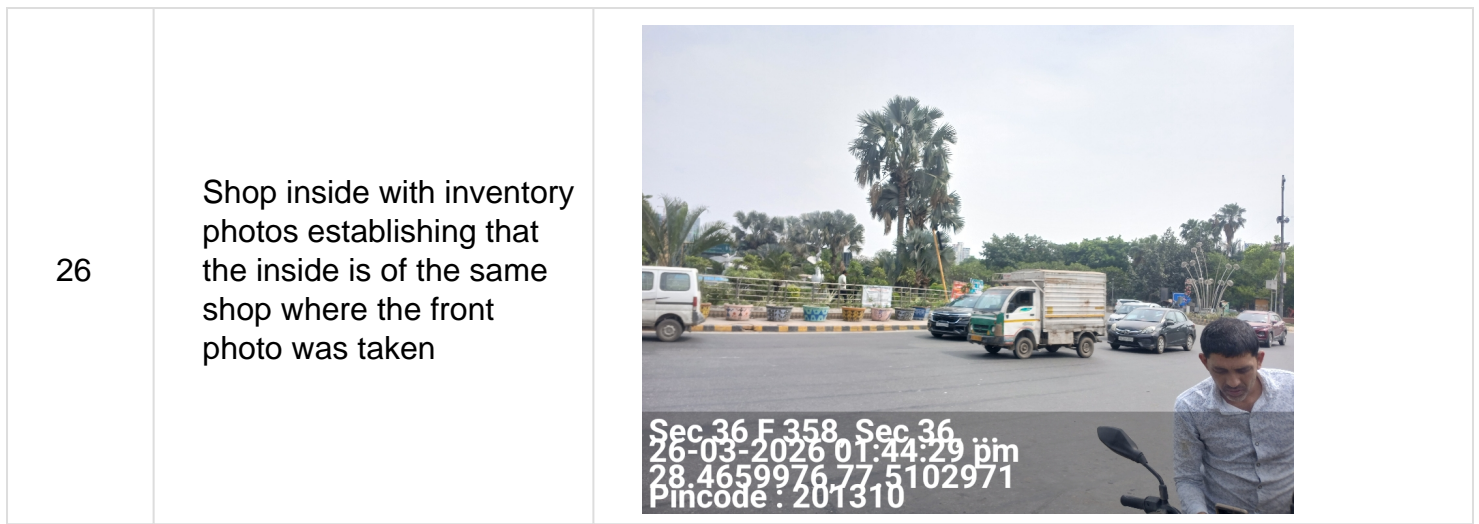 26
Shop inside with inventory
photos establishing that
the inside is of the same
shop where the front
photo was taken
Sec 36 F 358, Sec 36, ...
26-03-2026 01:44:29 pm
28.4659976,77.5102971
Pincode : 201310